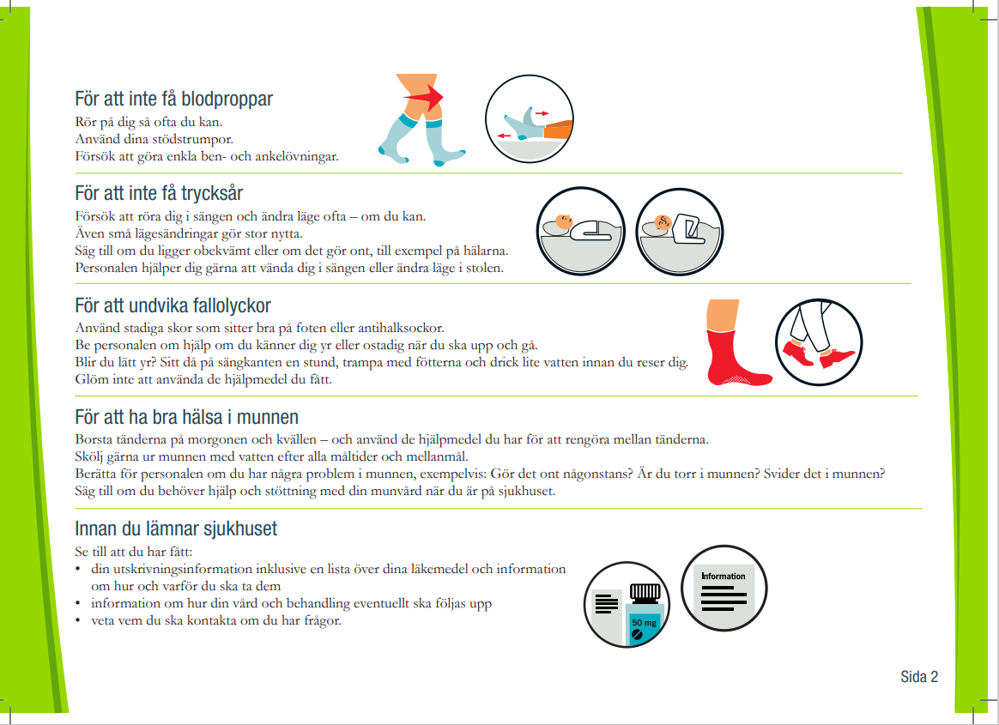 För att inte få blodproppar
Rör på dig så ofta du kan.
Använd dina stödstrumpor.
Försök att göra enkla ben- och ankelövningar.
För att inte få trycksår
Försök att röra dig i sängen och ändra läge ofta – om du kan.
Även små lägesändringar gör stor nytta.
Säg till om du ligger obekvämt eller om det gör ont, till exempel på hälarna.
Personalen hjälper dig gärna att vända dig i sängen eller ändra läge i stolen.
För att undvika fallolyckor
Använd stadiga skor som sitter bra på foten eller antihalksockor.
Be personalen om hjälp om du känner dig yr eller ostadig när du ska upp och gå.
Blir du lätt yr? Sitt då på sängkanten en stund, trampa med fötterna och drick lite vatten innan du reser dig.
Glöm inte att använda de hjälpmedel du fått.
För att ha bra hälsa i munnen
Borsta tänderna på morgonen och kvällen – och använd de hjälpmedel du har för att rengöra mellan tänderna.
Skölj gärna ur munnen med vatten efter alla måltider och mellanmål.
Berätta för personalen om du har några problem i munnen, exempelvis: Gör det ont någonstans? Är du torr i munnen? Svider det i munnen?
Säg till om du behöver hjälp och stöttning med din munvård när du är på sjukhuset.
Innan du lämnar sjukhuset
Se till att du har fått:
• din utskrivningsinformation inklusive en lista över dina läkemedel och information
om hur och varför du ska ta dem
• information om hur din vård och behandling eventuellt ska följas upp
• veta vem du ska kontakta om du har frågor.
50 mg
Information
Sida 2